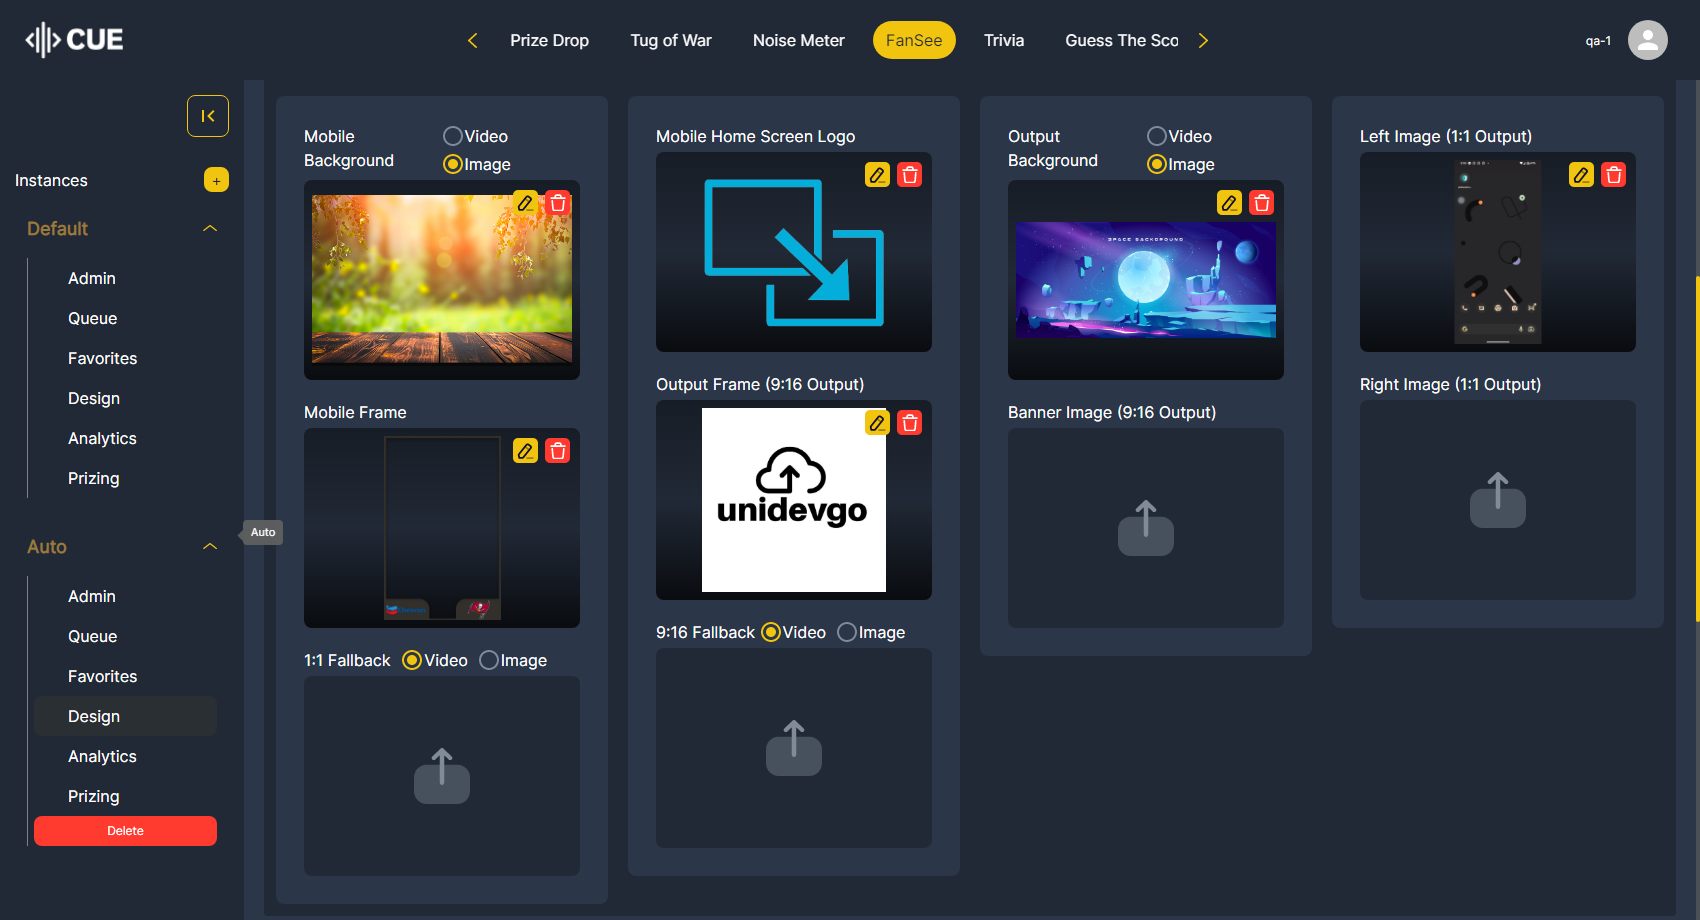 CUE
Prize Drop
Tug of War
Noise Meter
FanSee
Trivia
Guess The Sco
qa-1
Instances
+
Default
Admin
Queue
Favorites
Design
Analytics
Prizing
Auto
Auto
Admin
Queue
Favorites
Design
Analytics
Prizing
Delete
Mobile
Background
Video
Image
Mobile Frame
1:1 Fallback
Video
Image
Mobile Home Screen Logo
Output Frame (9:16 Output)
unidevgo
9:16 Fallback
Video
Image
Output
Background
Video
Image
SPACE BACKGROUND
Banner Image (9:16 Output)
Left Image (1:1 Output)
Right Image (1:1 Output)